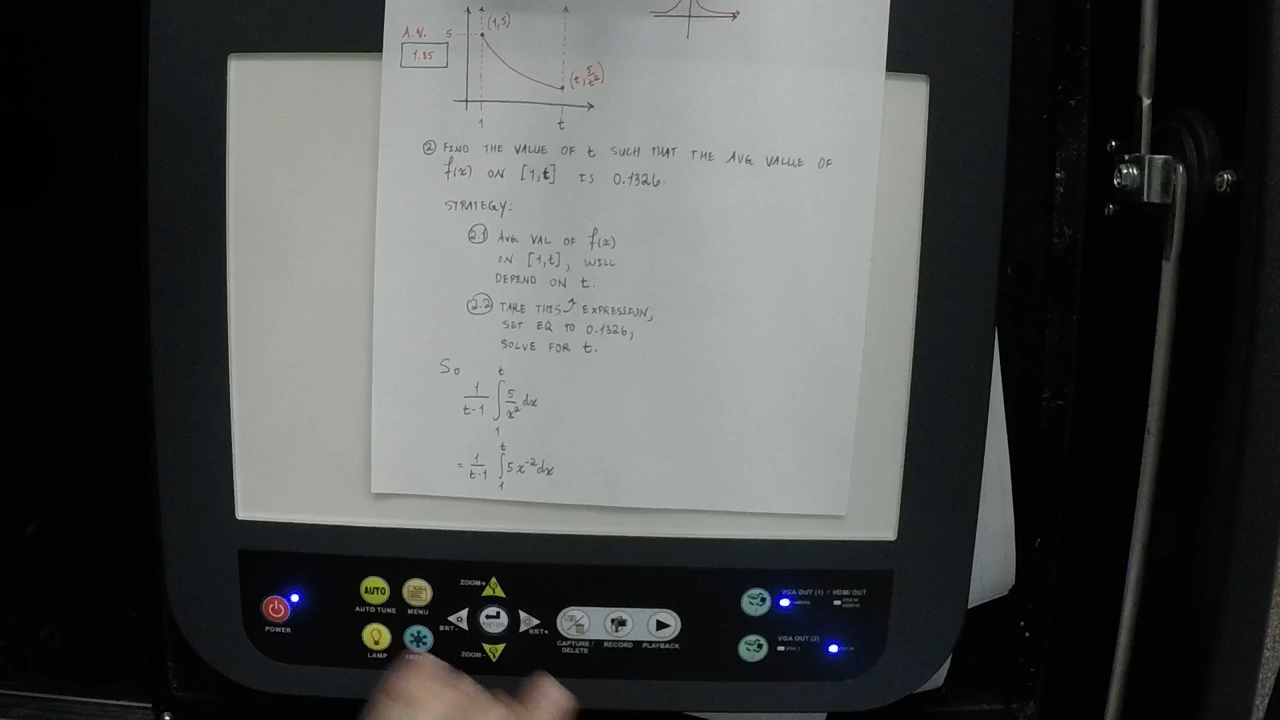 (1,5)
A.V. 5
1.85
(t, 5/t²)
1 t
② FIND THE VALUE OF t SUCH THAT THE AVG VALUE OF
f(x) ON [1,t] IS 0.1326.
STRATEGY:
2.1 AVG VAL OF f(x)
ON [1,t], WILL
DEPEND ON t.
2.2 TAKE THIS ⤴ EXPRESSION,
SET EQ TO 0.1326,
SOLVE FOR t.
So
1/(t-1) ∫₁ᵗ 5/x² dx
= 1/(t-1) ∫₁ᵗ 5x⁻² dx
POWER
AUTO
AUTO TUNE
MENU
LAMP
ZOOM+
BRT-
BRT+
ZOOM-
CAPTURE /
DELETE
RECORD
PLAYBACK
VGA OUT (1) / HDMI OUT
VGA OUT (2)